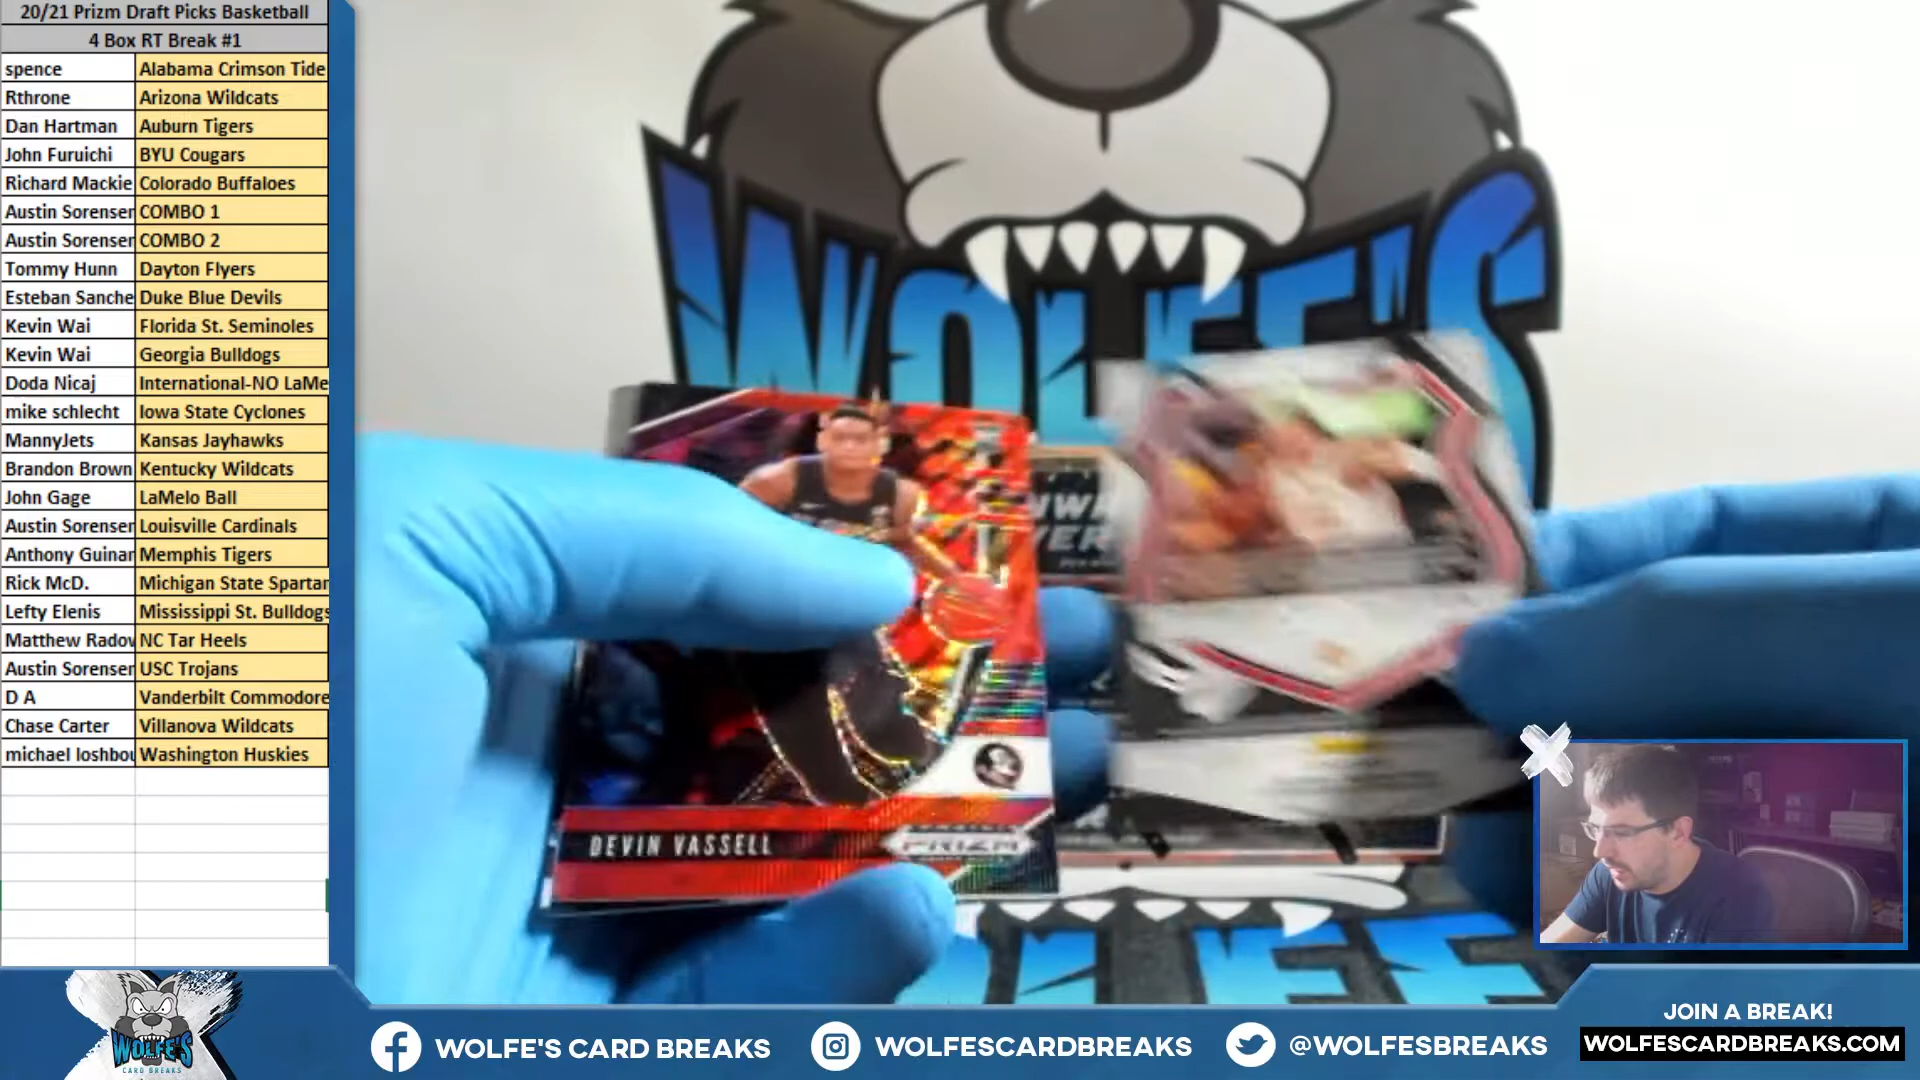 20/21 Prizm Draft Picks Basketball
4 Box RT Break #1
spence Alabama Crimson Tide
Rthrone Arizona Wildcats
Dan Hartman Auburn Tigers
John Furuichi BYU Cougars
Richard Mackie Colorado Buffaloes
Austin Sorenser COMBO 1
Austin Sorenser COMBO 2
Tommy Hunn Dayton Flyers
Esteban Sanche Duke Blue Devils
Kevin Wai Florida St. Seminoles
Kevin Wai Georgia Bulldogs
Doda Nicaj International-NO LaMe
mike schlecht Iowa State Cyclones
MannyJets Kansas Jayhawks
Brandon Brown Kentucky Wildcats
John Gage LaMelo Ball
Austin Sorenser Louisville Cardinals
Anthony Guinar Memphis Tigers
Rick McD. Michigan State Spartar
Lefty Elenis Mississippi St. Bulldogs
Matthew Radov NC Tar Heels
Austin Sorenser USC Trojans
D A Vanderbilt Commodore
Chase Carter Villanova Wildcats
michael loshbou Washington Huskies
WOLFE'S
DEVIN VASSELL
PRIZM
WOLFE'S
CARD BREAKS
WOLFE'S CARD BREAKS
WOLFESCARDBREAKS
@WOLFESBREAKS
JOIN A BREAK!
WOLFESCARDBREAKS.COM